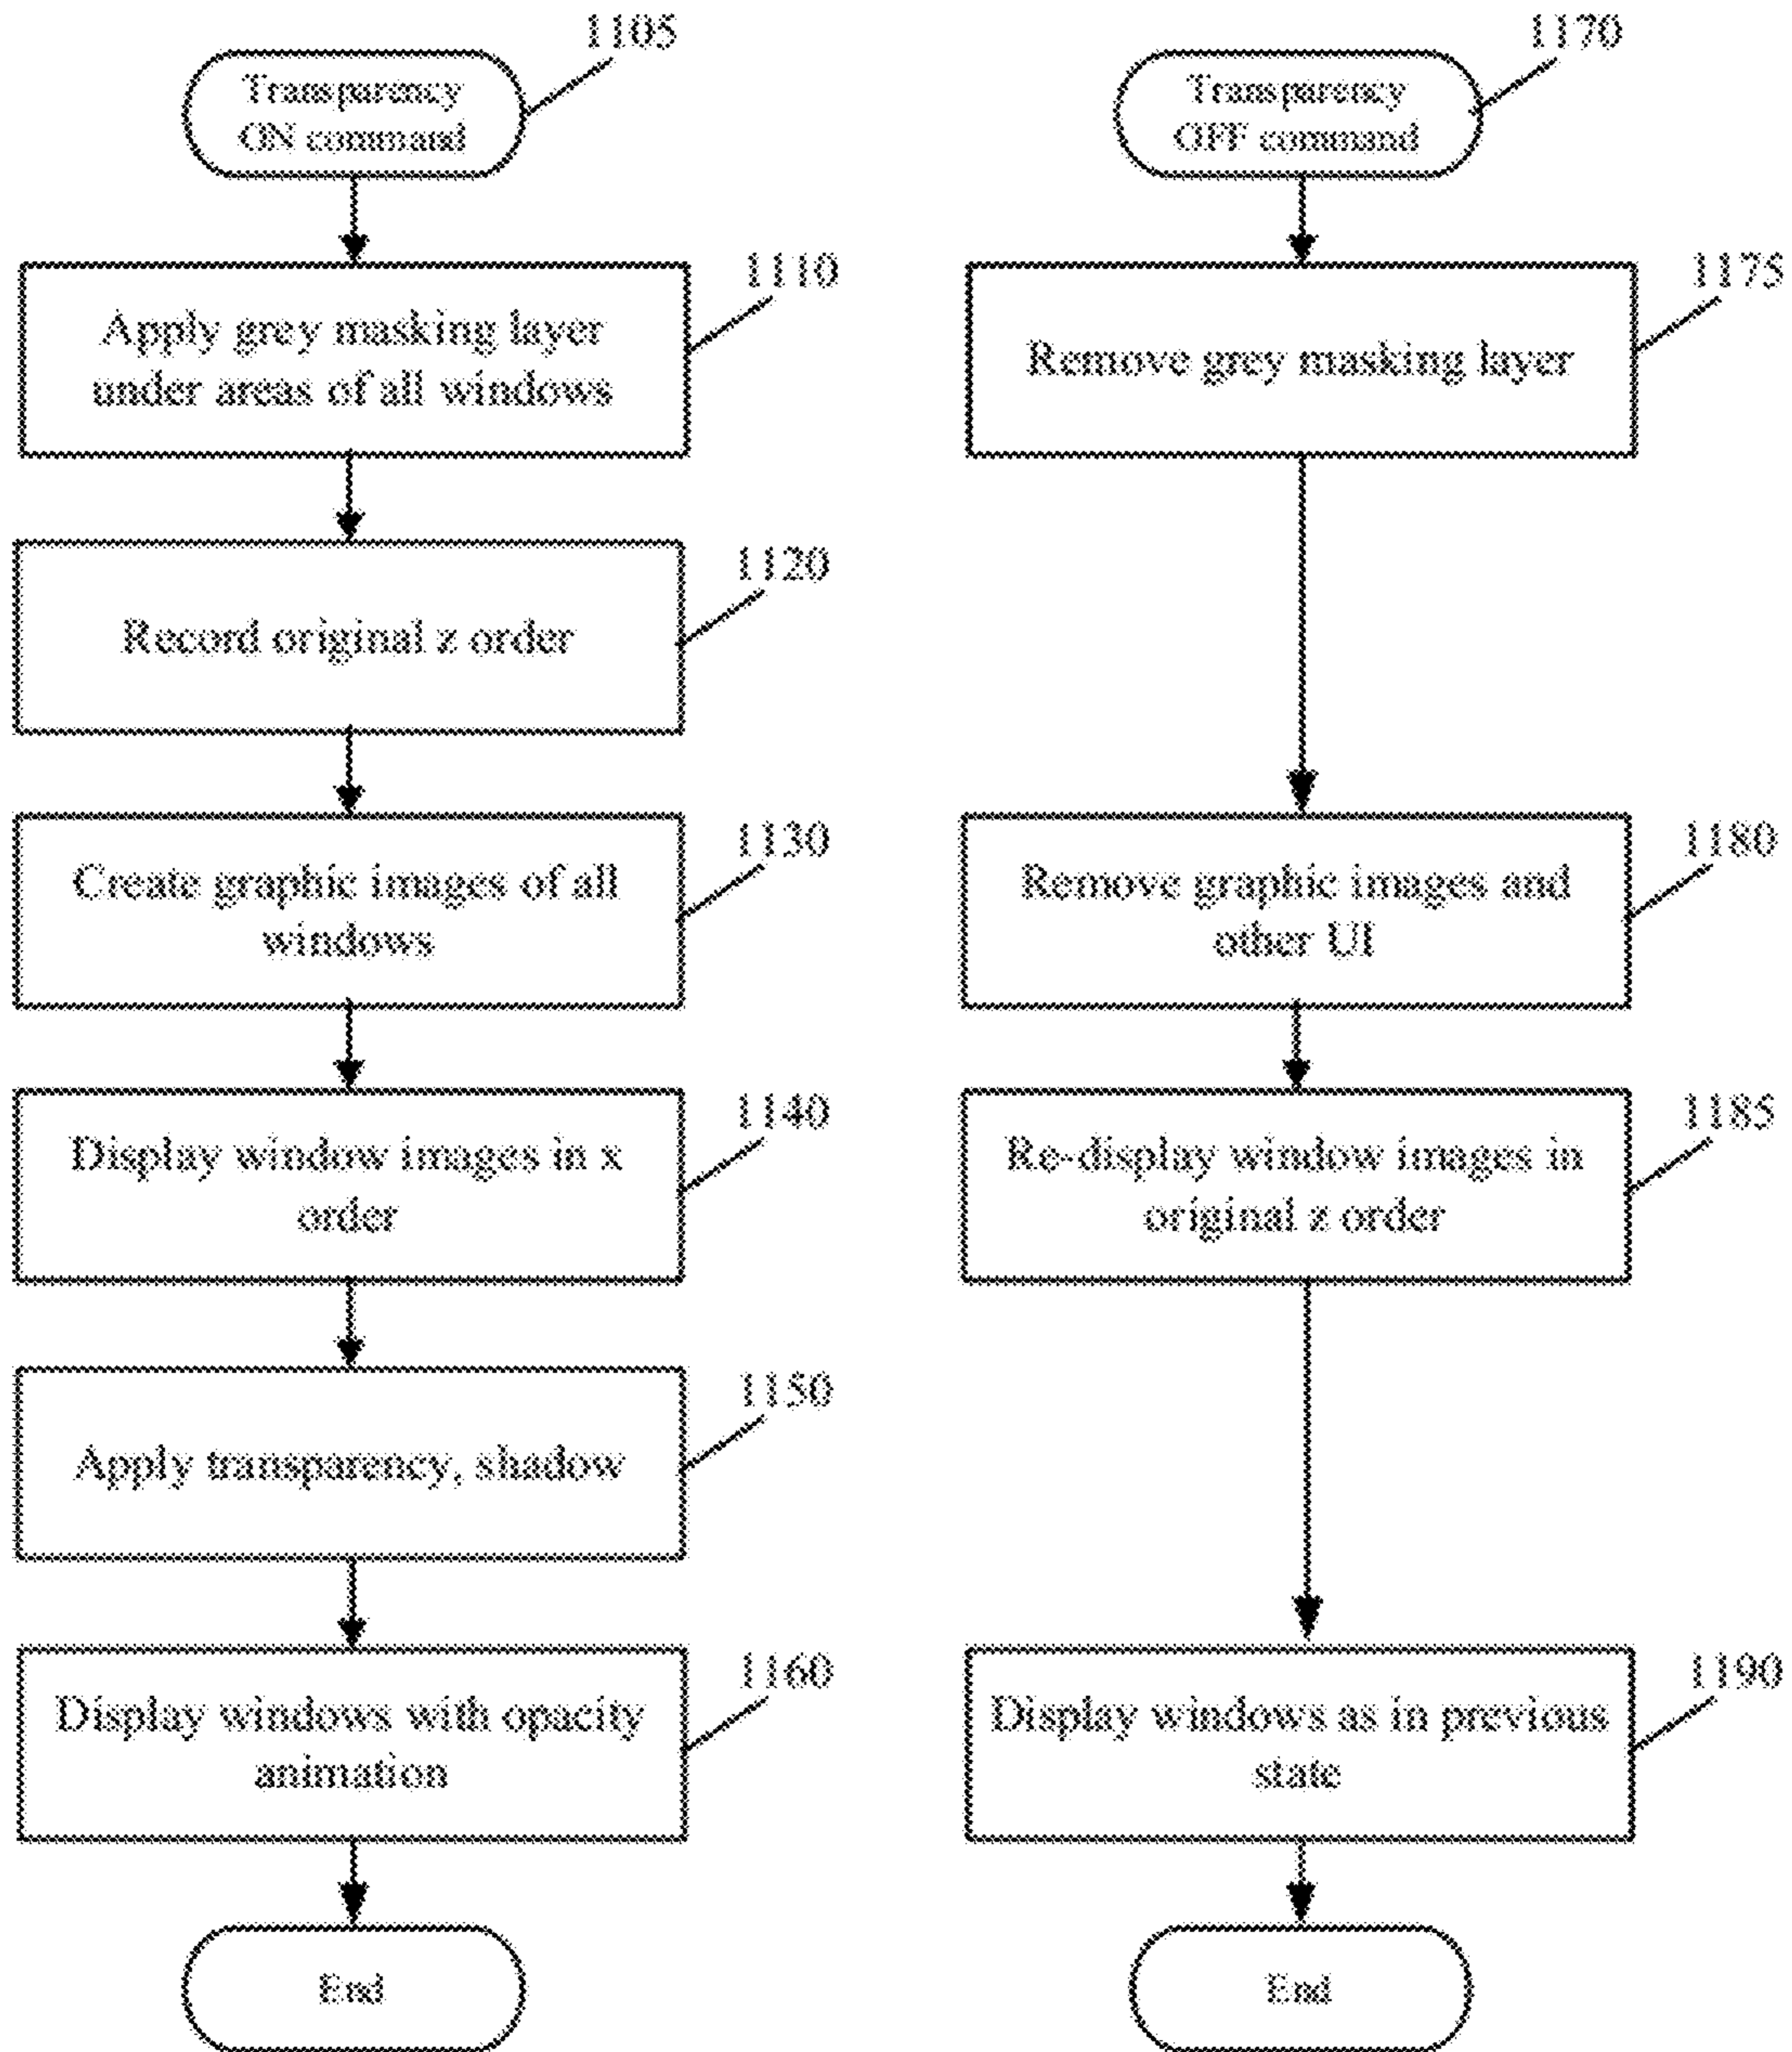 1105
Transparency
ON command
1110
Apply grey masking layer
under areas of all windows
1120
Record original z order
1130
Create graphic images of all
windows
1140
Display window images in x
order
1150
Apply transparency, shadow
1160
Display windows with opacity
animation
End
1170
Transparency
OFF command
1175
Remove grey masking layer
1180
Remove graphic images and
other UI
1185
Re-display window images in
original z order
1190
Display windows as in previous
state
End